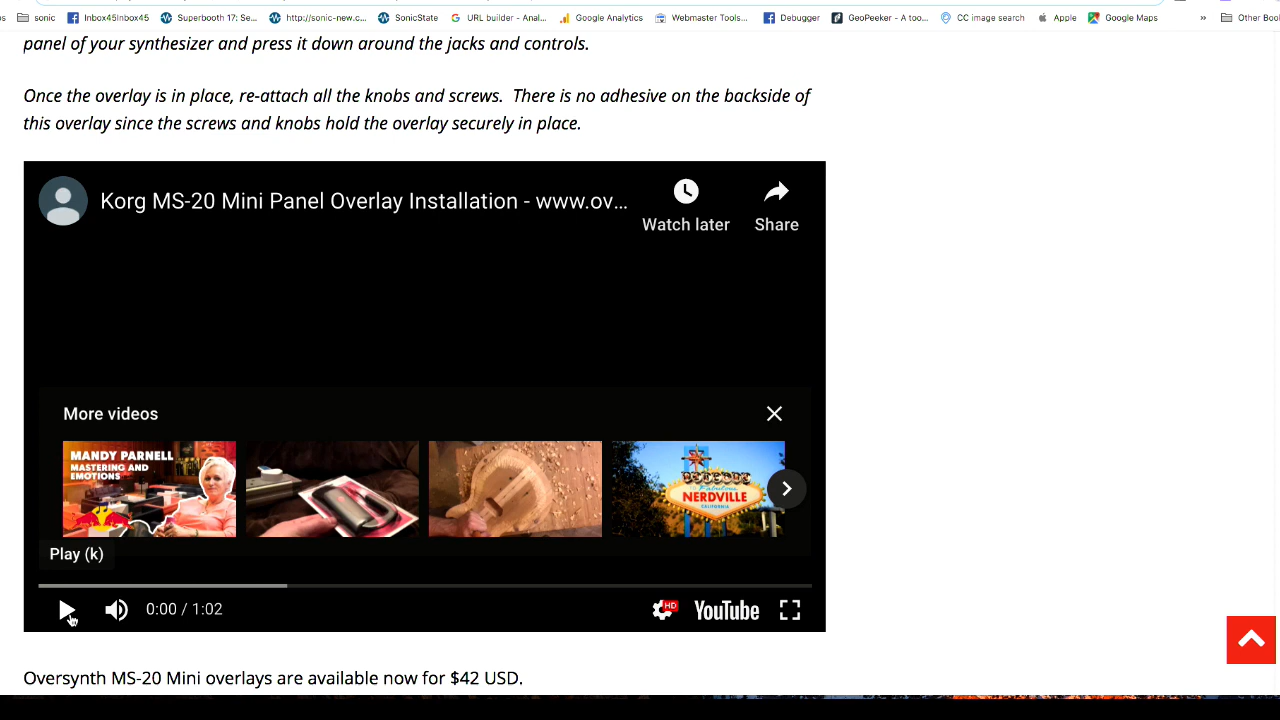 sonic Inbox45Inbox45 Superbooth 17: Se... http://sonic-new.c... SonicState URL builder - Anal... Google Analytics Webmaster Tools... Debugger GeoPeeker - A too... CC image search Apple Google Maps » Other Boo
panel of your synthesizer and press it down around the jacks and controls.
Once the overlay is in place, re-attach all the knobs and screws. There is no adhesive on the backside of
this overlay since the screws and knobs hold the overlay securely in place.
Korg MS-20 Mini Panel Overlay Installation - www.ov...
Watch later Share
More videos
MANDY PARNELL
MASTERING AND
EMOTIONS
Fabulous
NERDVILLE
CALIFORNIA
Play (k)
0:00 / 1:02
HD
YouTube
Oversynth MS-20 Mini overlays are available now for $42 USD.